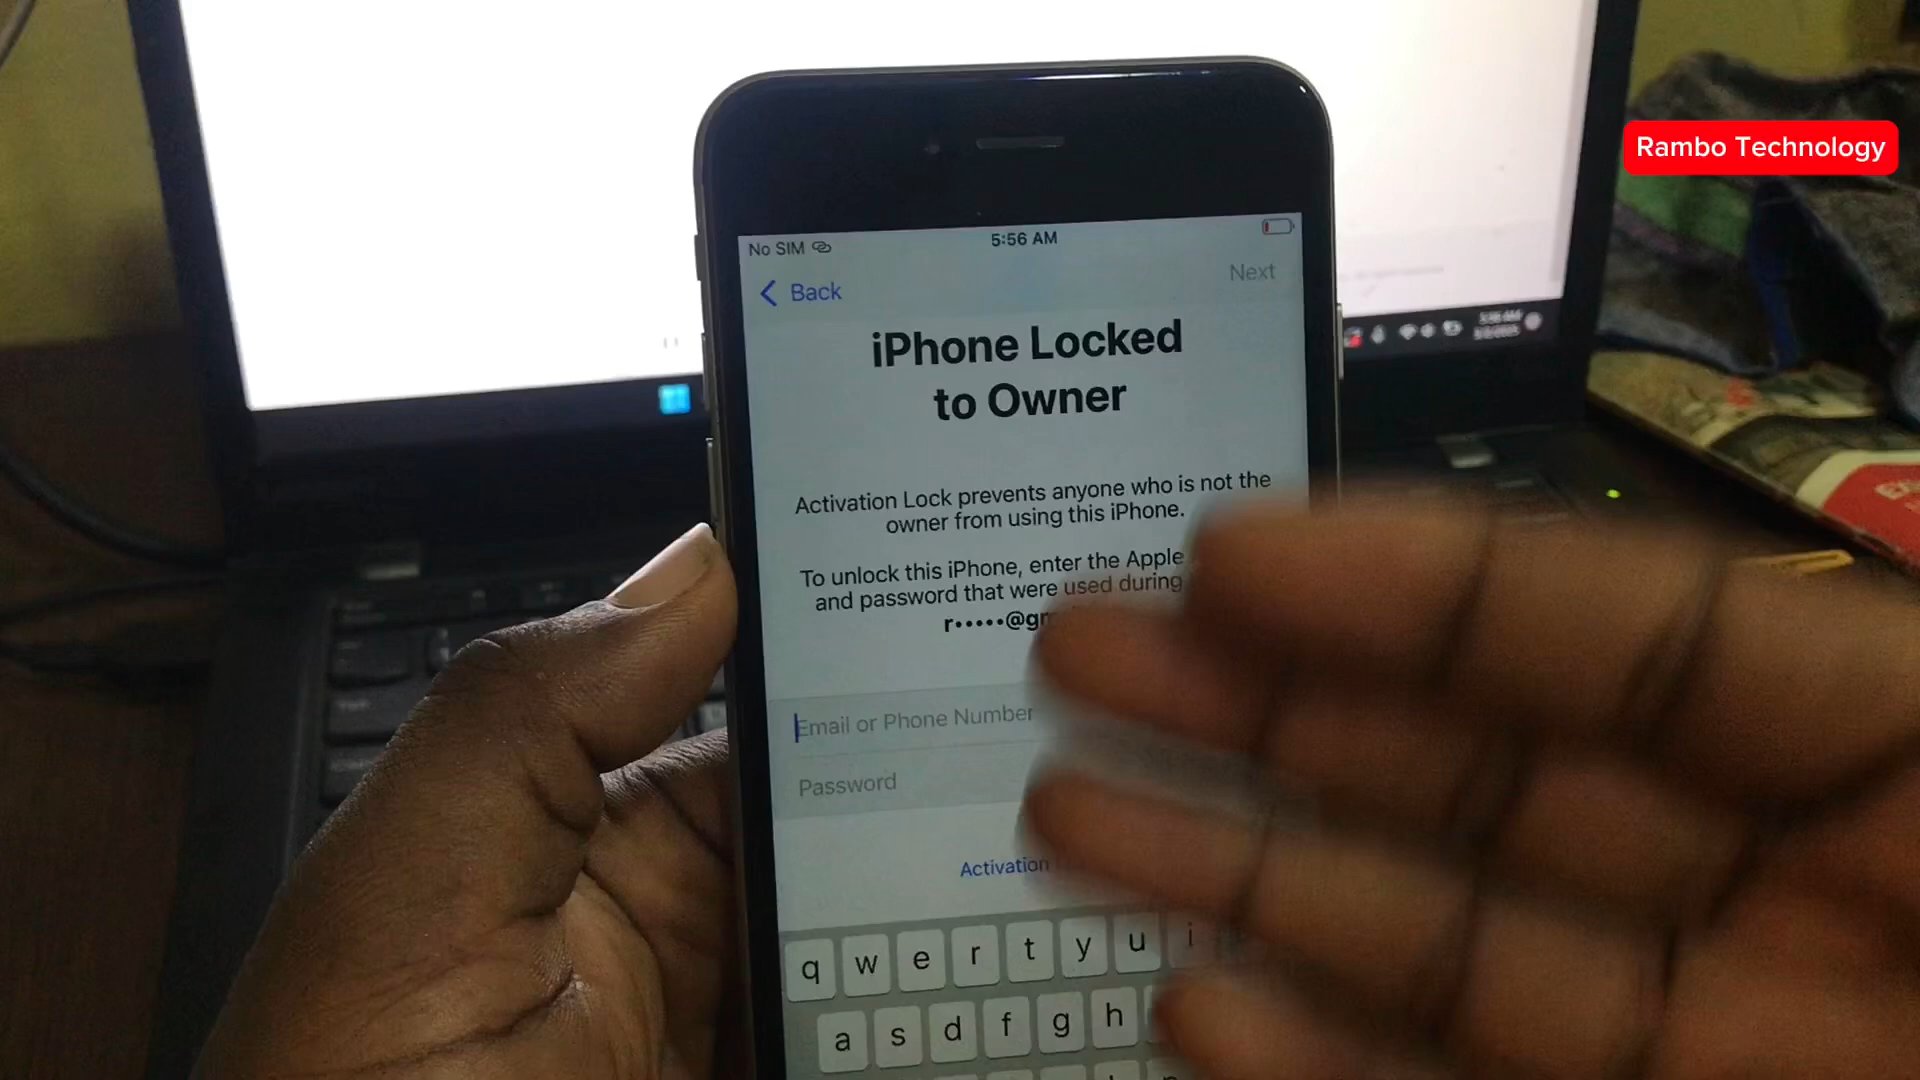 Rambo Technology
No SIM
5:56 AM
Back
Next
iPhone Locked
to Owner
Activation Lock prevents anyone who is not the
owner from using this iPhone.
To unlock this iPhone, enter the Apple
and password that were used during
r•••••@gm
Email or Phone Number
Password
Activation
q w e r t y u i
a s d f g h